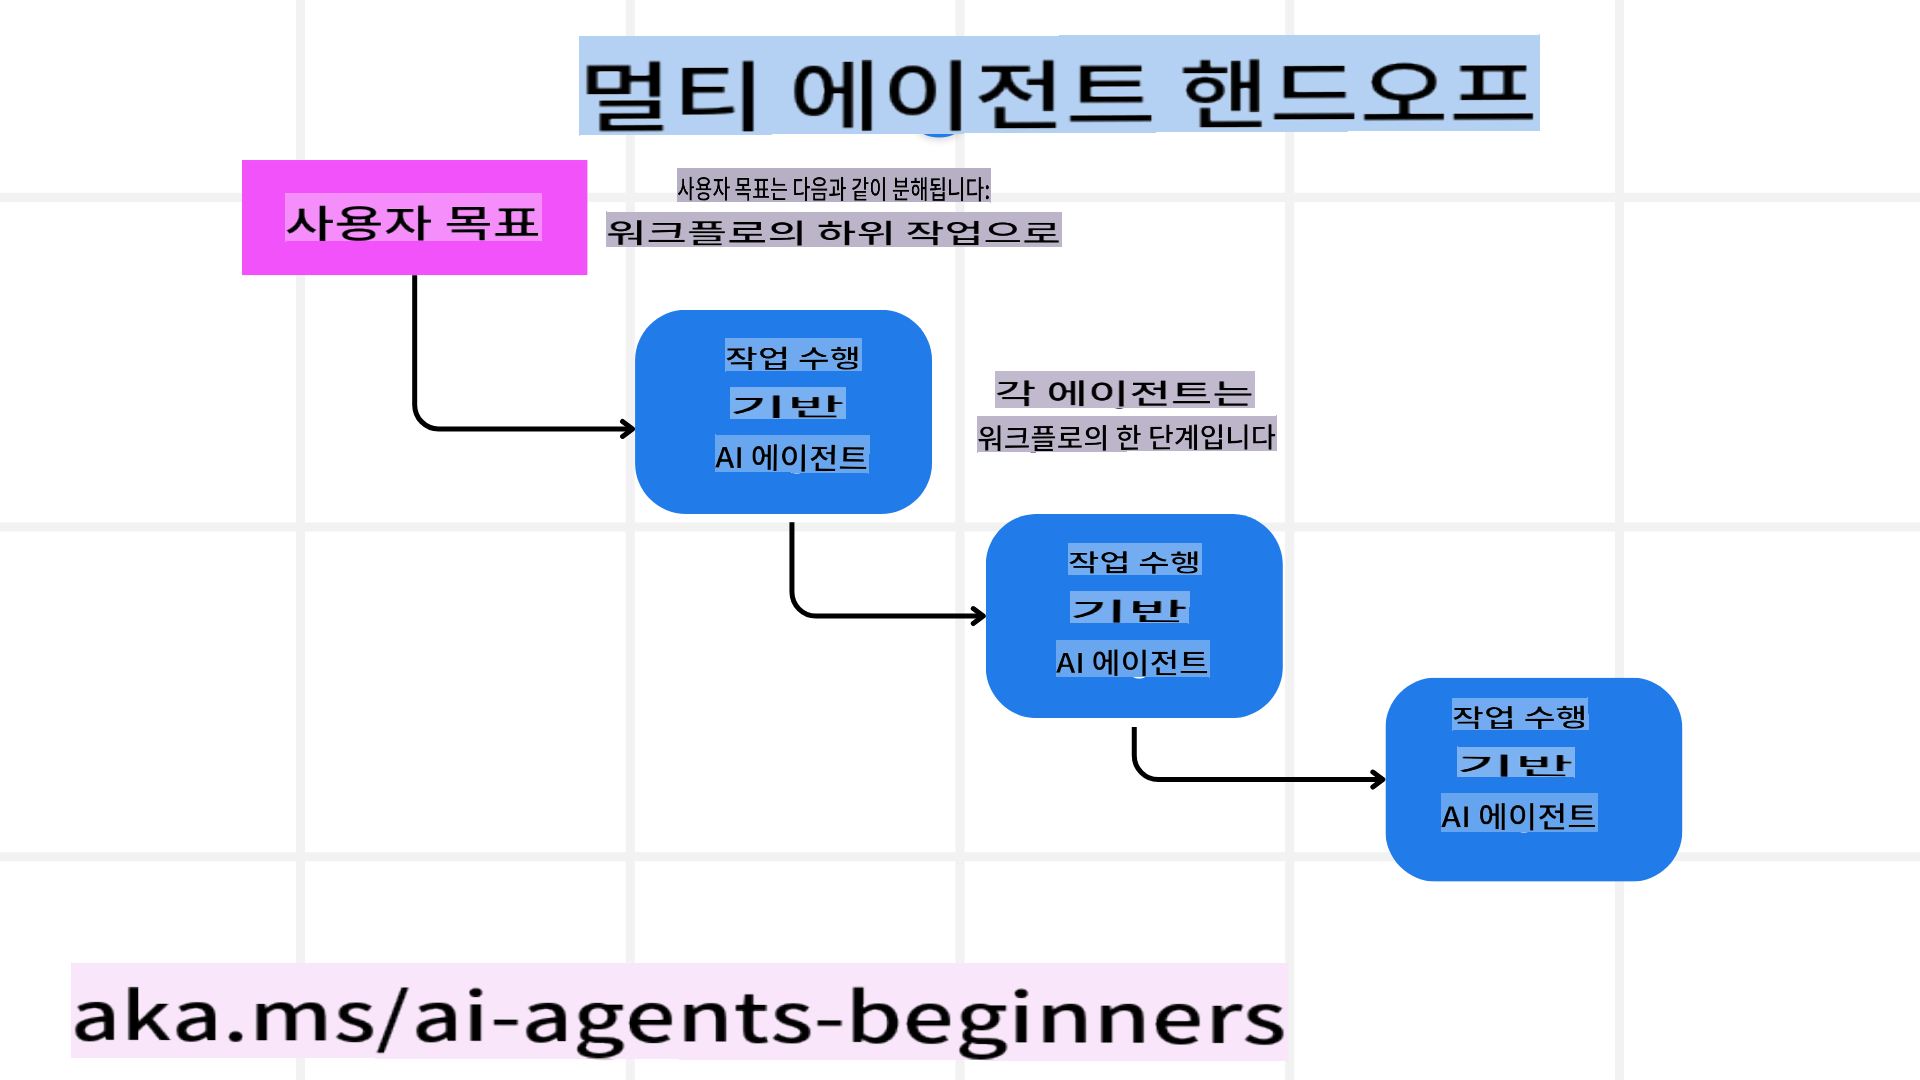 멀티 에이전트 핸드오프
사용자 목표
사용자 목표는 다음과 같이 분해됩니다:
워크플로의 하위 작업으로
작업 수행
기반
AI 에이전트
각 에이전트는
워크플로의 한 단계입니다
작업 수행
기반
AI 에이전트
작업 수행
기반
AI 에이전트
aka.ms/ai-agents-beginners